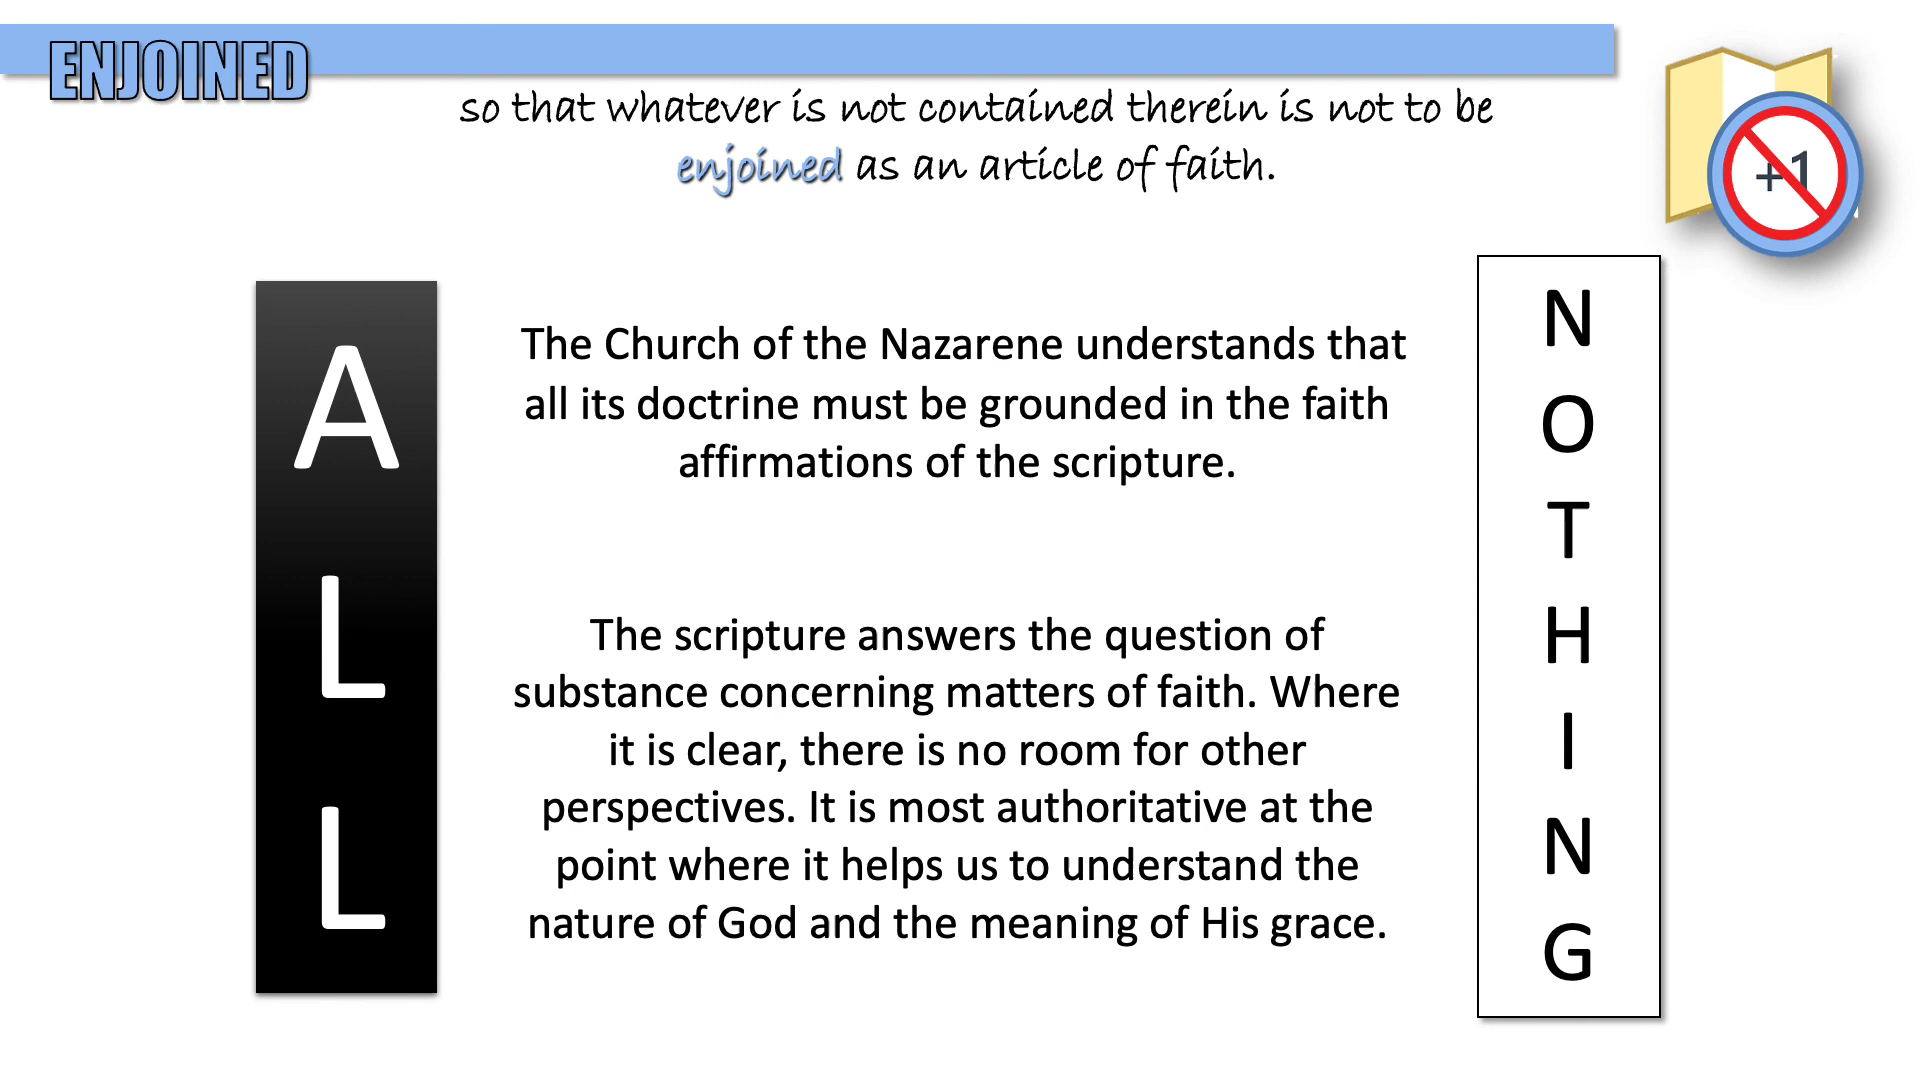 ENJOINED
so that whatever is not contained therein is not to be
enjoined as an article of faith.
+1
A
L
L
The Church of the Nazarene understands that
all its doctrine must be grounded in the faith
affirmations of the scripture.
The scripture answers the question of
substance concerning matters of faith. Where
it is clear, there is no room for other
perspectives. It is most authoritative at the
point where it helps us to understand the
nature of God and the meaning of His grace.
N
O
T
H
I
N
G